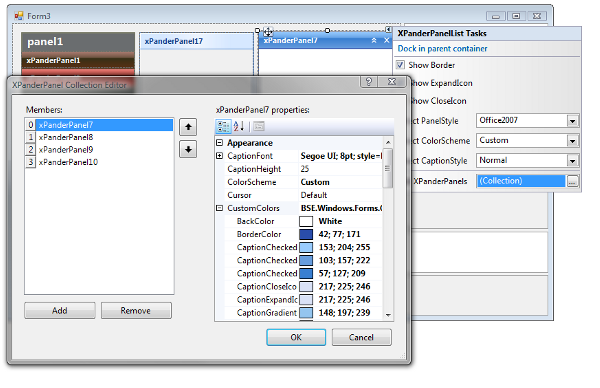 Form3
panel1
xPanderPanel1
xPanderPanel17
xPanderPanel7
XPanderPanelList Tasks
Dock in parent container
Show Border
Show ExpandIcon
Show CloseIcon
ct PanelStyle Office2007
ct ColorScheme Custom
ct CaptionStyle Normal
XPanderPanels (Collection) ...
XPanderPanel Collection Editor
Members:
0 xPanderPanel7
1 xPanderPanel8
2 xPanderPanel9
3 xPanderPanel10
Add Remove
xPanderPanel7 properties:
Appearance
CaptionFont Segoe UI; 8pt; style=
CaptionHeight 25
ColorScheme Custom
Cursor Default
CustomColors BSE.Windows.Forms.
BackColor White
BorderColor 42; 77; 171
CaptionChecked 153; 204; 255
CaptionChecked 103; 157; 222
CaptionChecked 57; 127; 209
CaptionCloseIco 217; 225; 246
CaptionExpandIc 217; 225; 246
CaptionGradient 148; 197; 239
OK Cancel